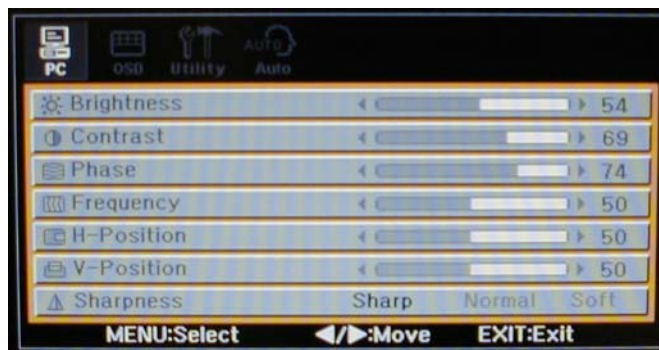 AUTO
PC OSD Utility Auto
Brightness 54
Contrast 69
Phase 74
Frequency 50
H-Position 50
V-Position 50
Sharpness Sharp Normal Soft
MENU:Select ◀/▶:Move EXIT:Exit